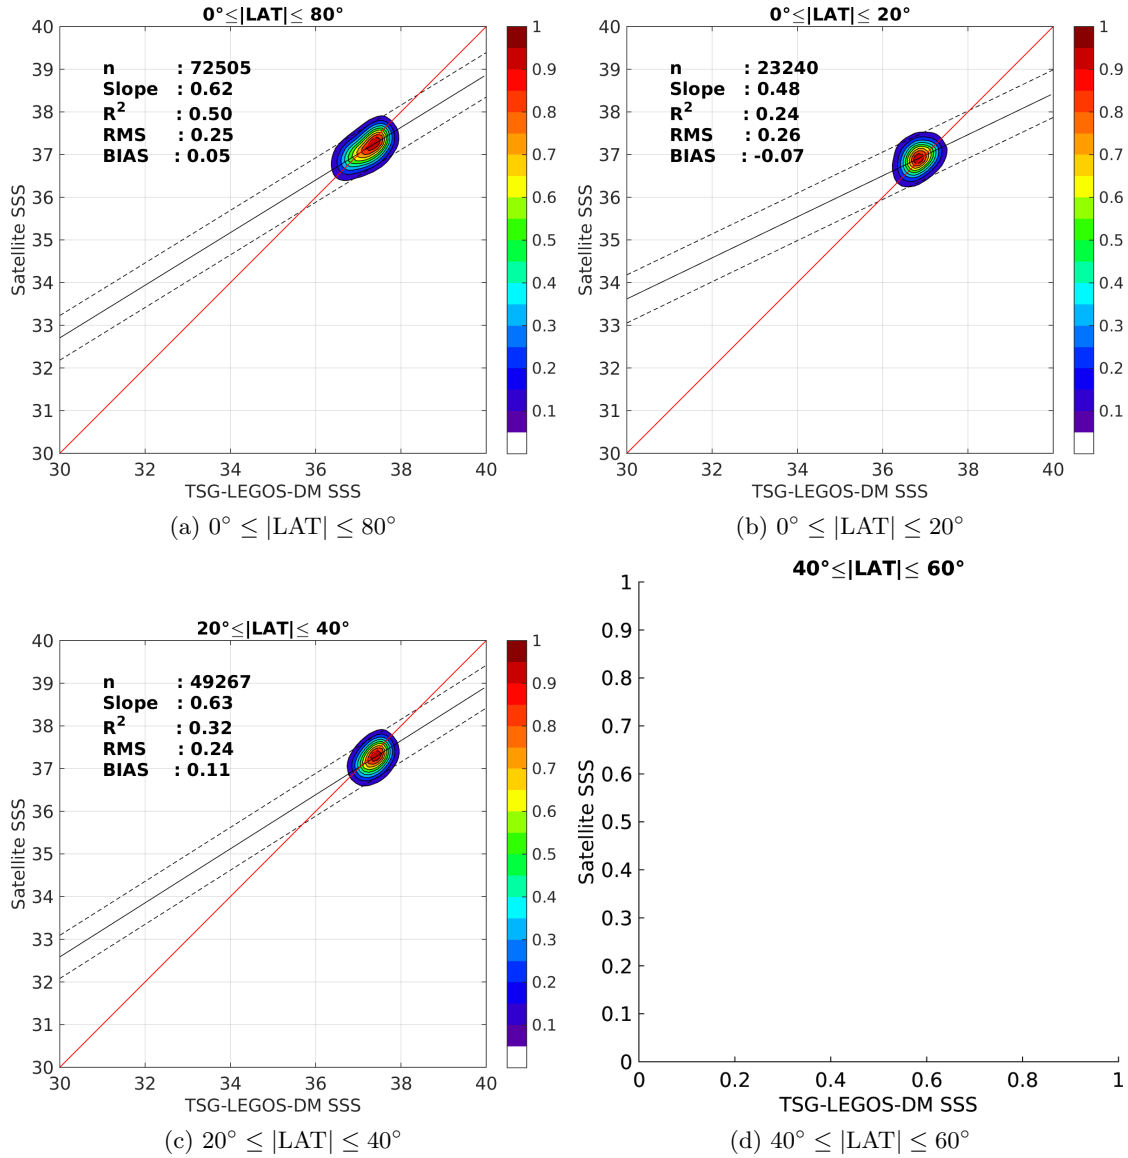 0°≤|LAT|≤ 80°
40
39
38
37
36
35
34
33
32
31
30
n : 72505
Slope : 0.62
R² : 0.50
RMS : 0.25
BIAS : 0.05
Satellite SSS
30 32 34 36 38 40
TSG-LEGOS-DM SSS
1
0.9
0.8
0.7
0.6
0.5
0.4
0.3
0.2
0.1
(a) 0° ≤ |LAT| ≤ 80°
0°≤|LAT|≤ 20°
40
39
38
37
36
35
34
33
32
31
30
n : 23240
Slope : 0.48
R² : 0.24
RMS : 0.26
BIAS : -0.07
Satellite SSS
30 32 34 36 38 40
TSG-LEGOS-DM SSS
1
0.9
0.8
0.7
0.6
0.5
0.4
0.3
0.2
0.1
(b) 0° ≤ |LAT| ≤ 20°
20°≤|LAT|≤ 40°
40
39
38
37
36
35
34
33
32
31
30
n : 49267
Slope : 0.63
R² : 0.32
RMS : 0.24
BIAS : 0.11
Satellite SSS
30 32 34 36 38 40
TSG-LEGOS-DM SSS
1
0.9
0.8
0.7
0.6
0.5
0.4
0.3
0.2
0.1
(c) 20° ≤ |LAT| ≤ 40°
40°≤|LAT|≤ 60°
1
0.9
0.8
0.7
0.6
0.5
0.4
0.3
0.2
0.1
0
Satellite SSS
0 0.2 0.4 0.6 0.8 1
TSG-LEGOS-DM SSS
(d) 40° ≤ |LAT| ≤ 60°